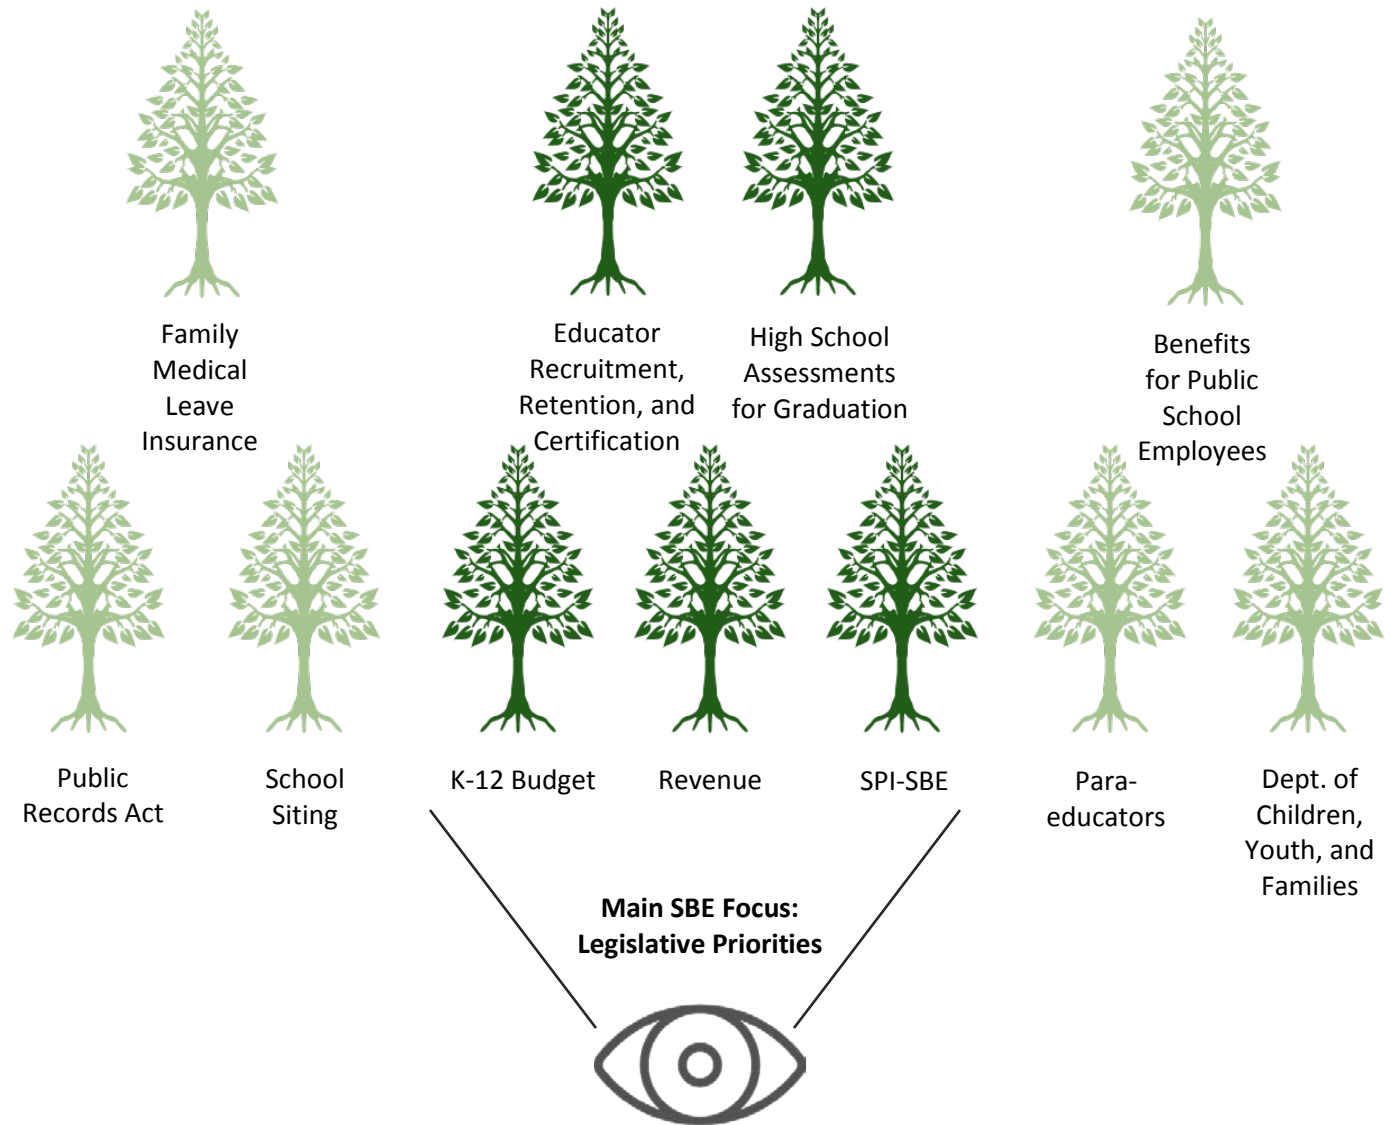 Family
Medical
Leave
Insurance
Educator
Recruitment,
Retention, and
Certification
High School
Assessments
for Graduation
Benefits
for Public
School
Employees
Public
Records Act
School
Siting
K-12 Budget
Revenue
SPI-SBE
Para-
educators
Dept. of
Children,
Youth, and
Families
Main SBE Focus:
Legislative Priorities